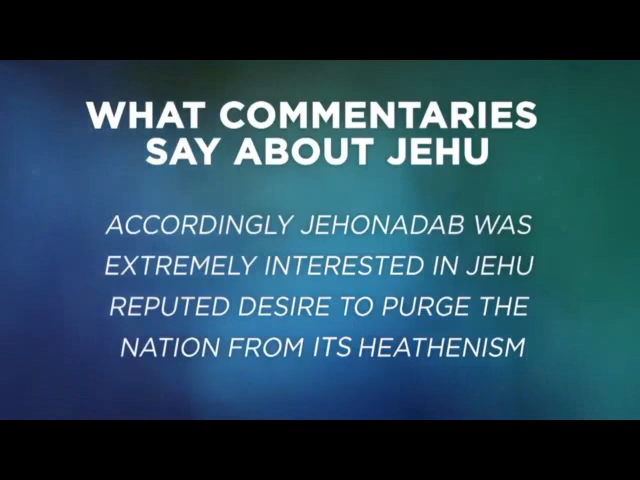 WHAT COMMENTARIES
SAY ABOUT JEHU
ACCORDINGLY JEHONADAB WAS
EXTREMELY INTERESTED IN JEHU
REPUTED DESIRE TO PURGE THE
NATION FROM ITS HEATHENISM